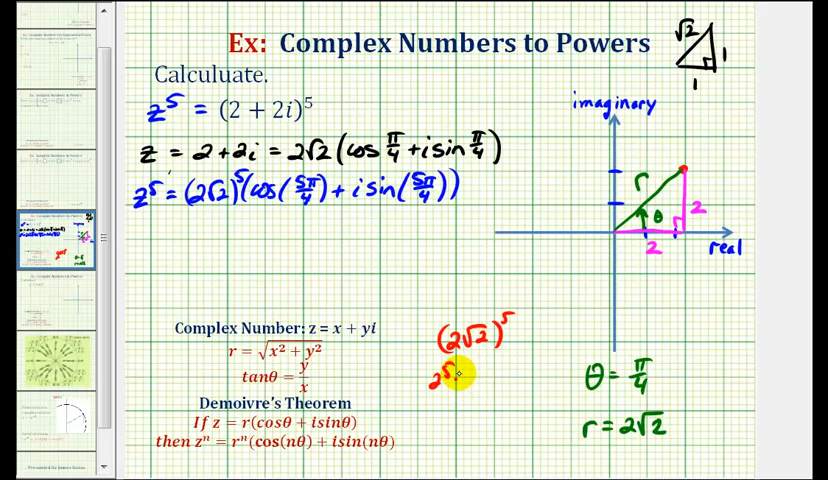 Ex: Complex Numbers to Powers
Calculuate.
z⁵ = (2 + 2i)⁵
z = 2+2i = 2√2 (cos π/4 + i sin π/4)
z⁵ = (2√2)⁵(cos(5π/4) + i sin(5π/4))
√2
1
1
imaginary
r
θ
2
2
real
Complex Number: z = x + yi
r = √(x² + y²)
tanθ = y/x
Demoivre's Theorem
If z = r(cosθ + isinθ)
then zⁿ = rⁿ(cos(nθ) + isin(nθ)
(2√2)⁵
2⁵
θ = π/4
r = 2√2